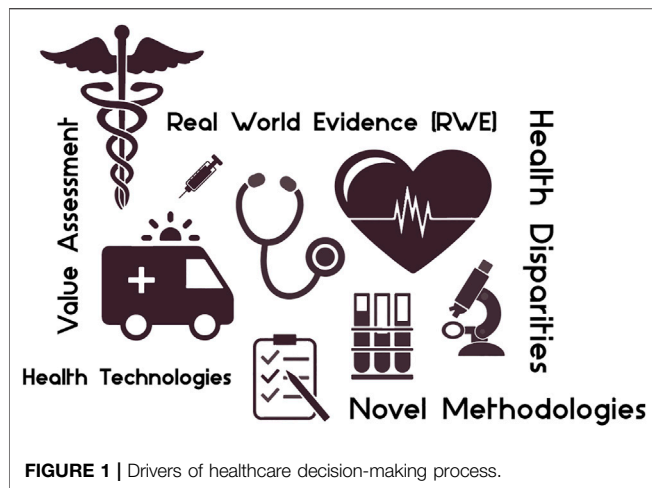 Real World Evidence (RWE)
Value Assessment
Health Disparities
Health Technologies
Novel Methodologies
FIGURE 1 | Drivers of healthcare decision-making process.